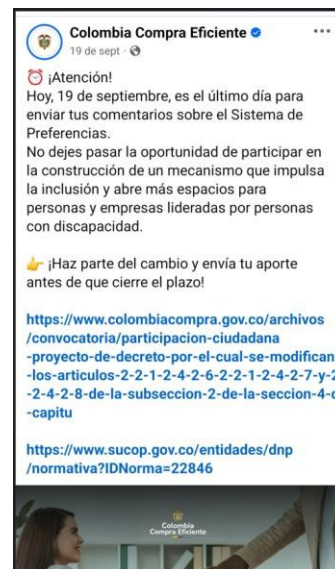 Colombia Compra Eficiente
19 de sept ·
¡Atención!
Hoy, 19 de septiembre, es el último día para
enviar tus comentarios sobre el Sistema de
Preferencias.
No dejes pasar la oportunidad de participar en
la construcción de un mecanismo que impulsa
la inclusión y abre más espacios para
personas y empresas lideradas por personas
con discapacidad.
¡Haz parte del cambio y envía tu aporte
antes de que cierre el plazo!
https://www.colombiacompra.gov.co/archivos
/convocatoria/participacion-ciudadana
-proyecto-de-decreto-por-el-cual-se-modifican
-los-articulos-2-2-1-2-4-2-6-2-2-1-2-4-2-7-y-2
-2-4-2-8-de-la-subseccion-2-de-la-seccion-4-d
-capitu
https://www.sucop.gov.co/entidades/dnp
/normativa?IDNorma=22846
Colombia
Compra Eficiente